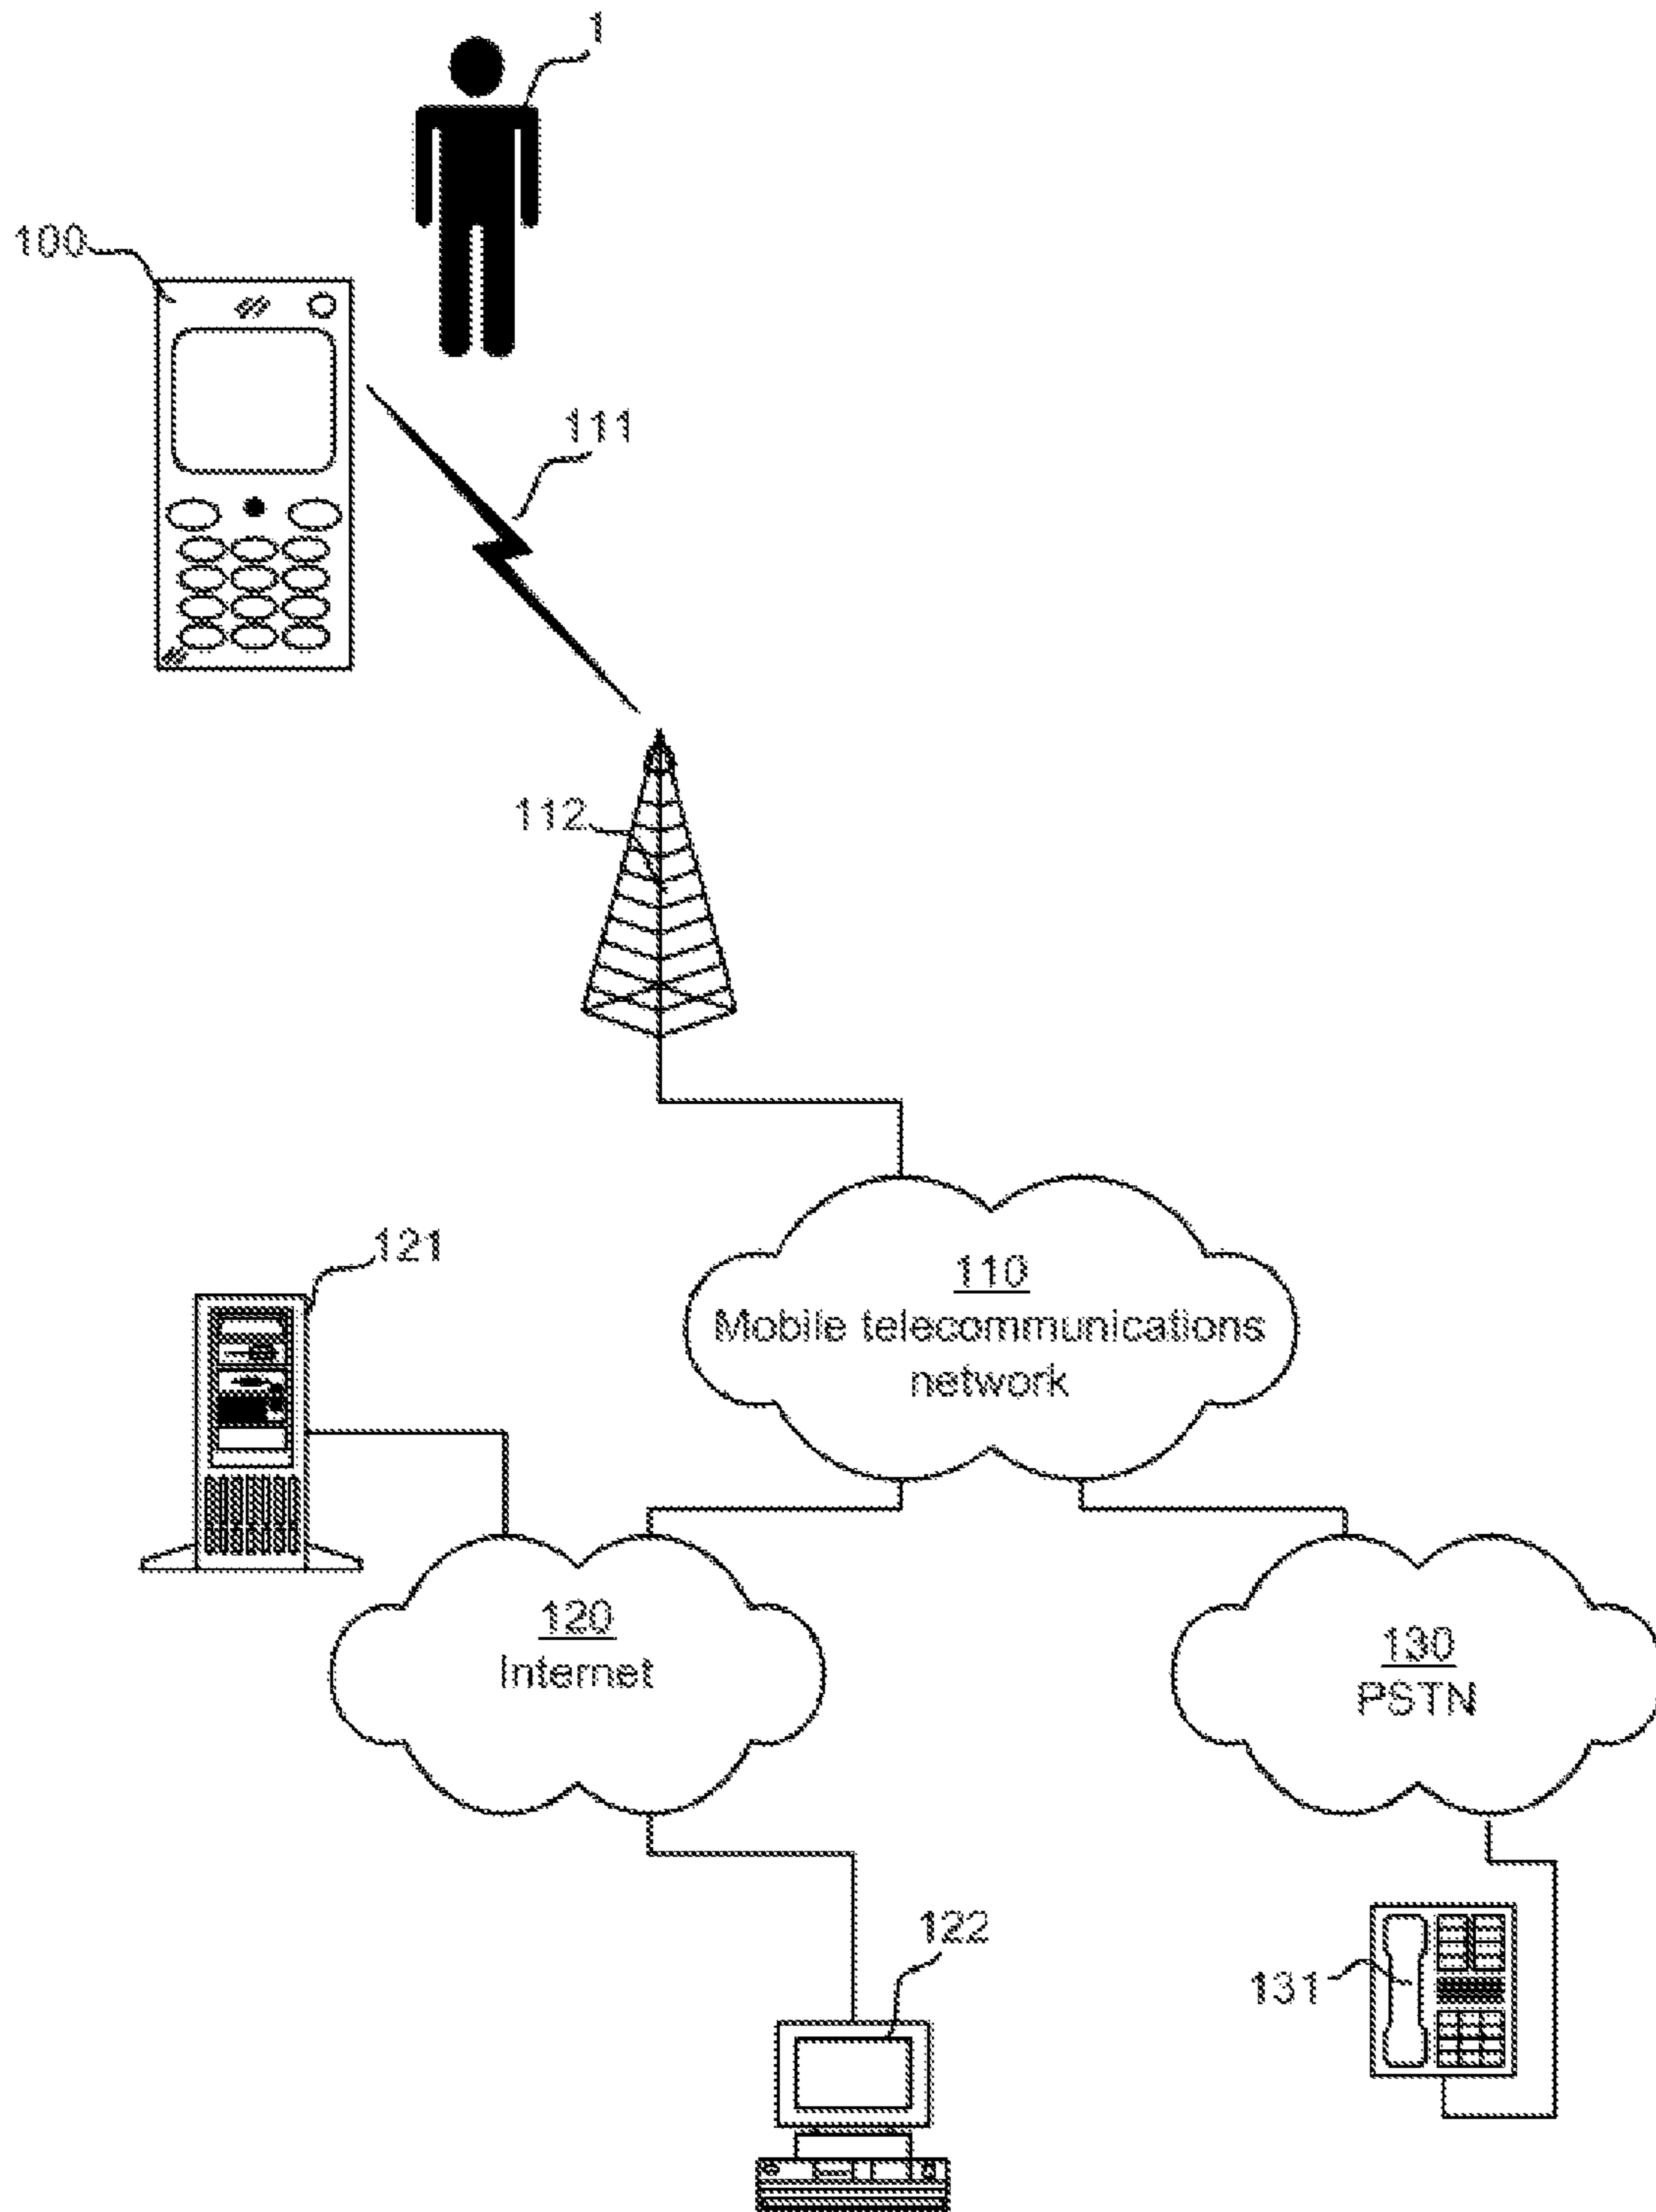 1
100
111
112
110
Mobile telecommunications
network
121
120
Internet
130
PSTN
122
131